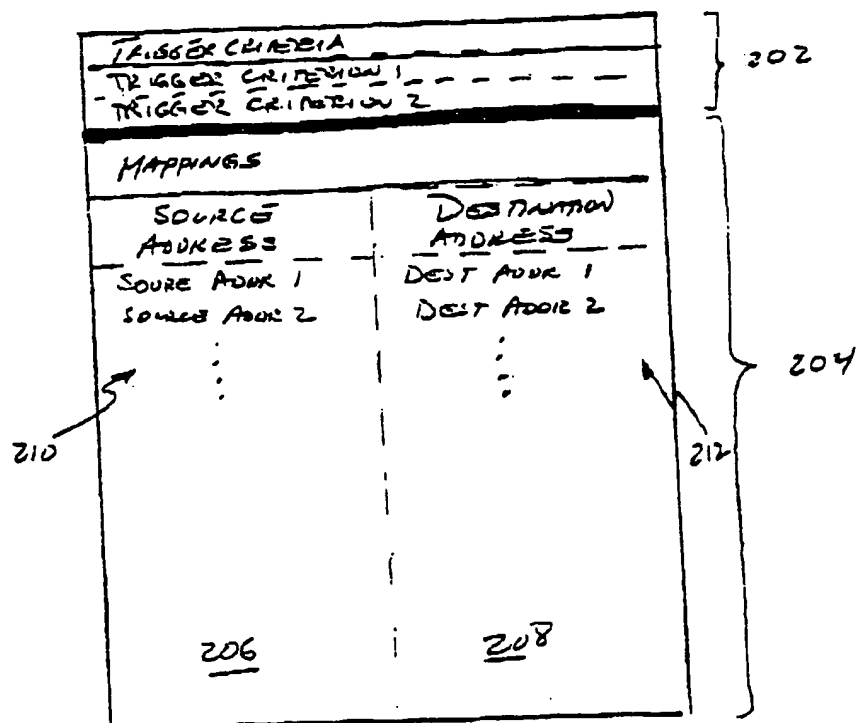 TRIGGER CRITERIA
202
TRIGGER CRITERION 1
TRIGGER CRITERION 2
MAPPINGS
SOURCE ADDRESS
DESTINATION ADDRESS
SOURE ADDR 1
DEST ADDR 1
SOURCE ADDR 2
DEST ADDR 2
204
210
212
206
208